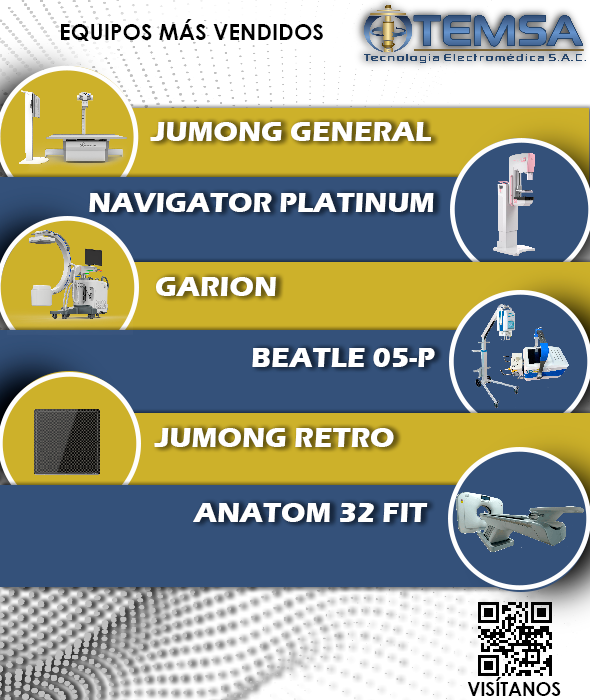 EQUIPOS MÁS VENDIDOS
TEMSA
Tecnología Electromédica S.A.C.
JUMONG GENERAL
NAVIGATOR PLATINUM
GARION
BEATLE 05-P
JUMONG RETRO
ANATOM 32 FIT
VISÍTANOS